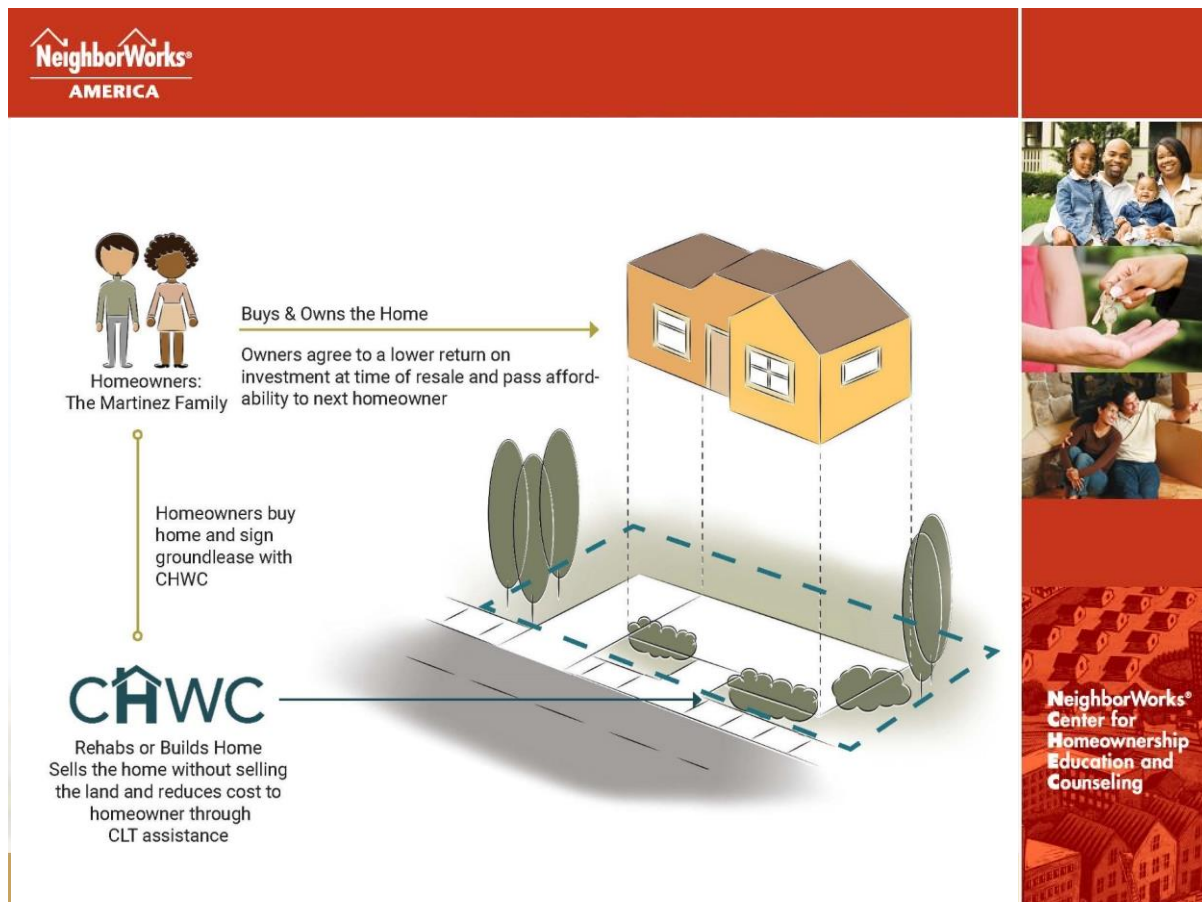 NeighborWorks®
AMERICA
Buys & Owns the Home
Owners agree to a lower return on
investment at time of resale and pass afford-
ability to next homeowner
Homeowners:
The Martinez Family
Homeowners buy
home and sign
groundlease with
CHWC
CHWC
Rehabs or Builds Home
Sells the home without selling
the land and reduces cost to
homeowner through
CLT assistance
NeighborWorks®
Center for
Homeownership
Education and
Counseling